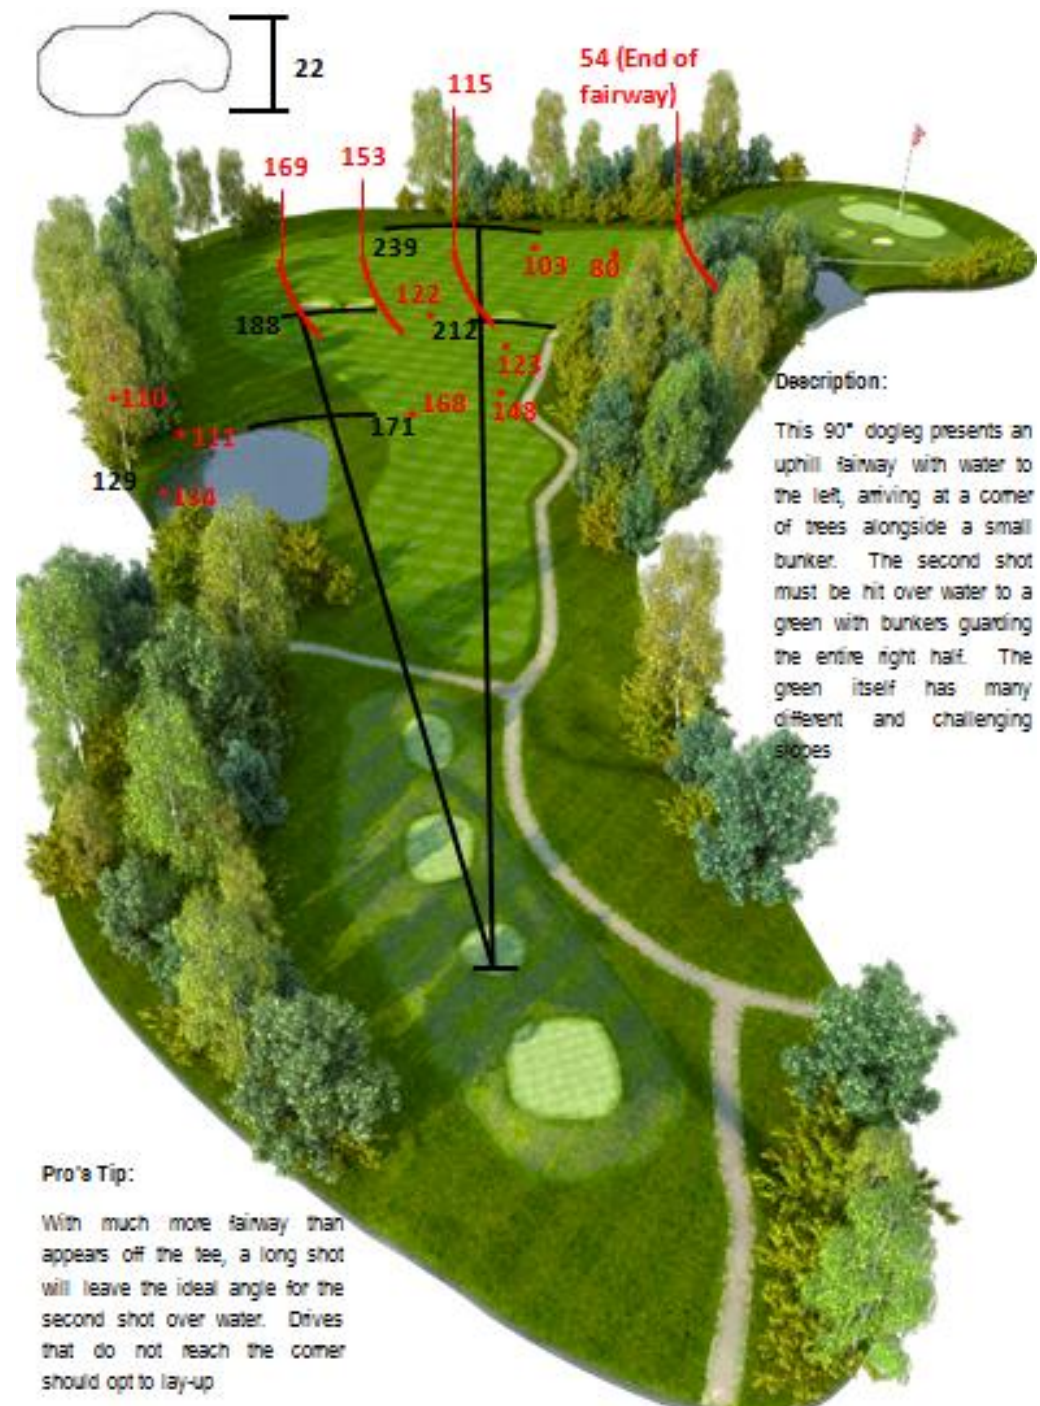 22
54 (End of
fairway)
115
153
169
239
103
80
122
188
212
123
110
168
148
121
171
129
134
Description:
This 90° dogleg presents an
uphill fairway with water to
the left, arriving at a corner
of trees alongside a small
bunker. The second shot
must be hit over water to a
green with bunkers guarding
the entire right half. The
green itself has many
different and challenging
slopes
Pro's Tip:
With much more fairway than
appears off the tee, a long shot
will leave the ideal angle for the
second shot over water. Drives
that do not reach the corner
should opt to lay-up